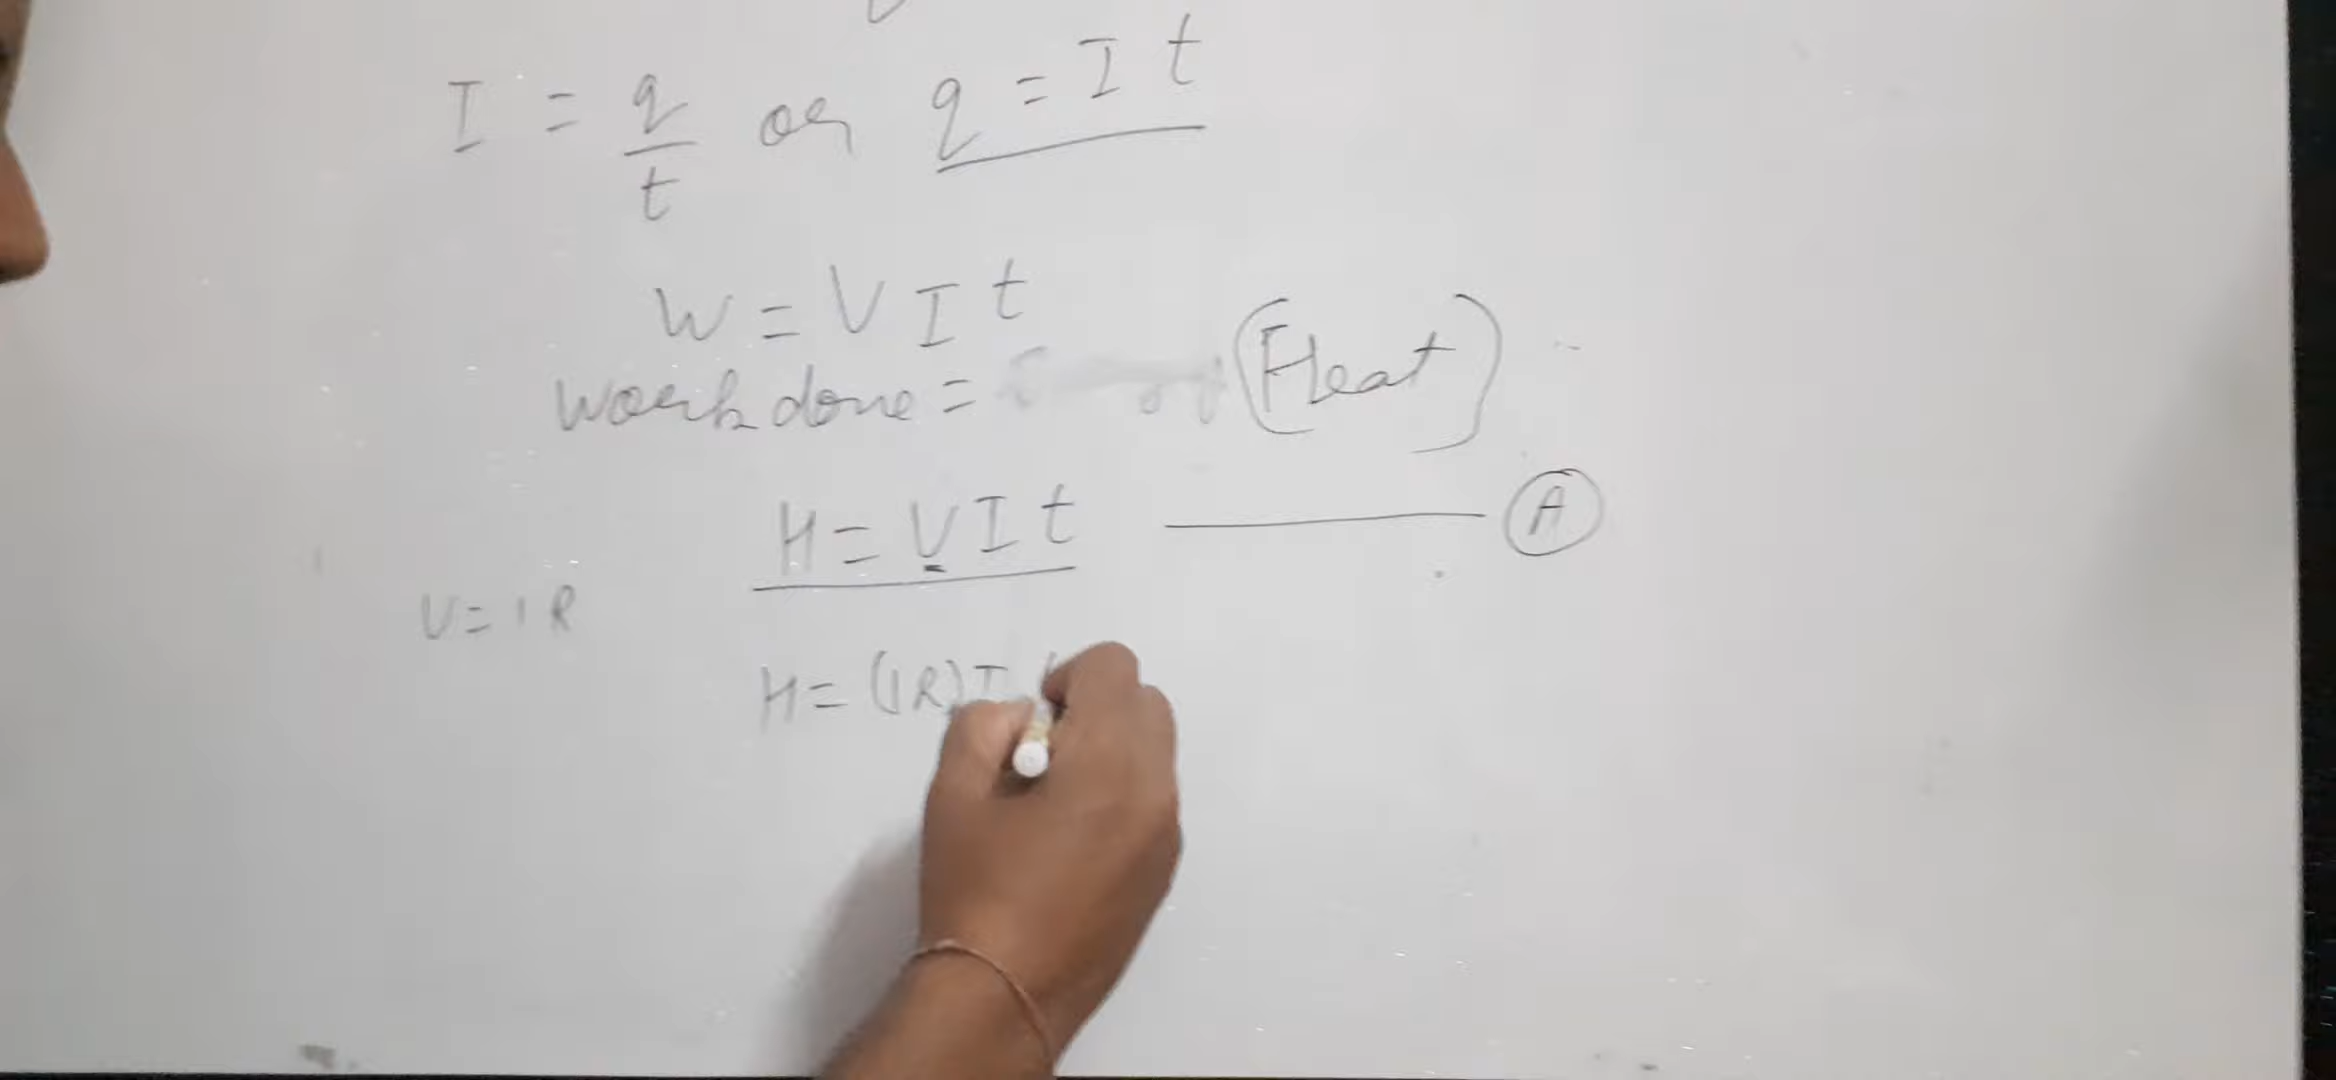 I = q/t or q = I t
W = V I t
Work done = (Heat)
H = V I t A
V = I R
H = (IR) I